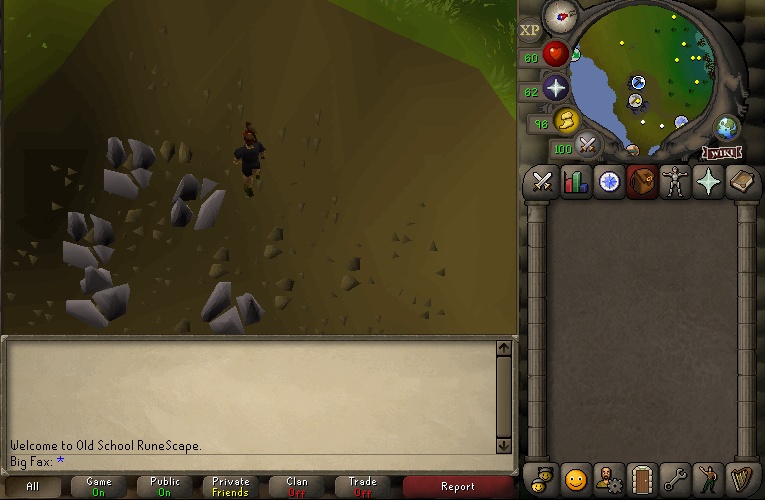 XP
60
62
96
100
WIKI
Welcome to Old School RuneScape.
Big Fax: *
All
Game
On
Public
On
Private
Friends
Clan
Off
Trade
Off
Report